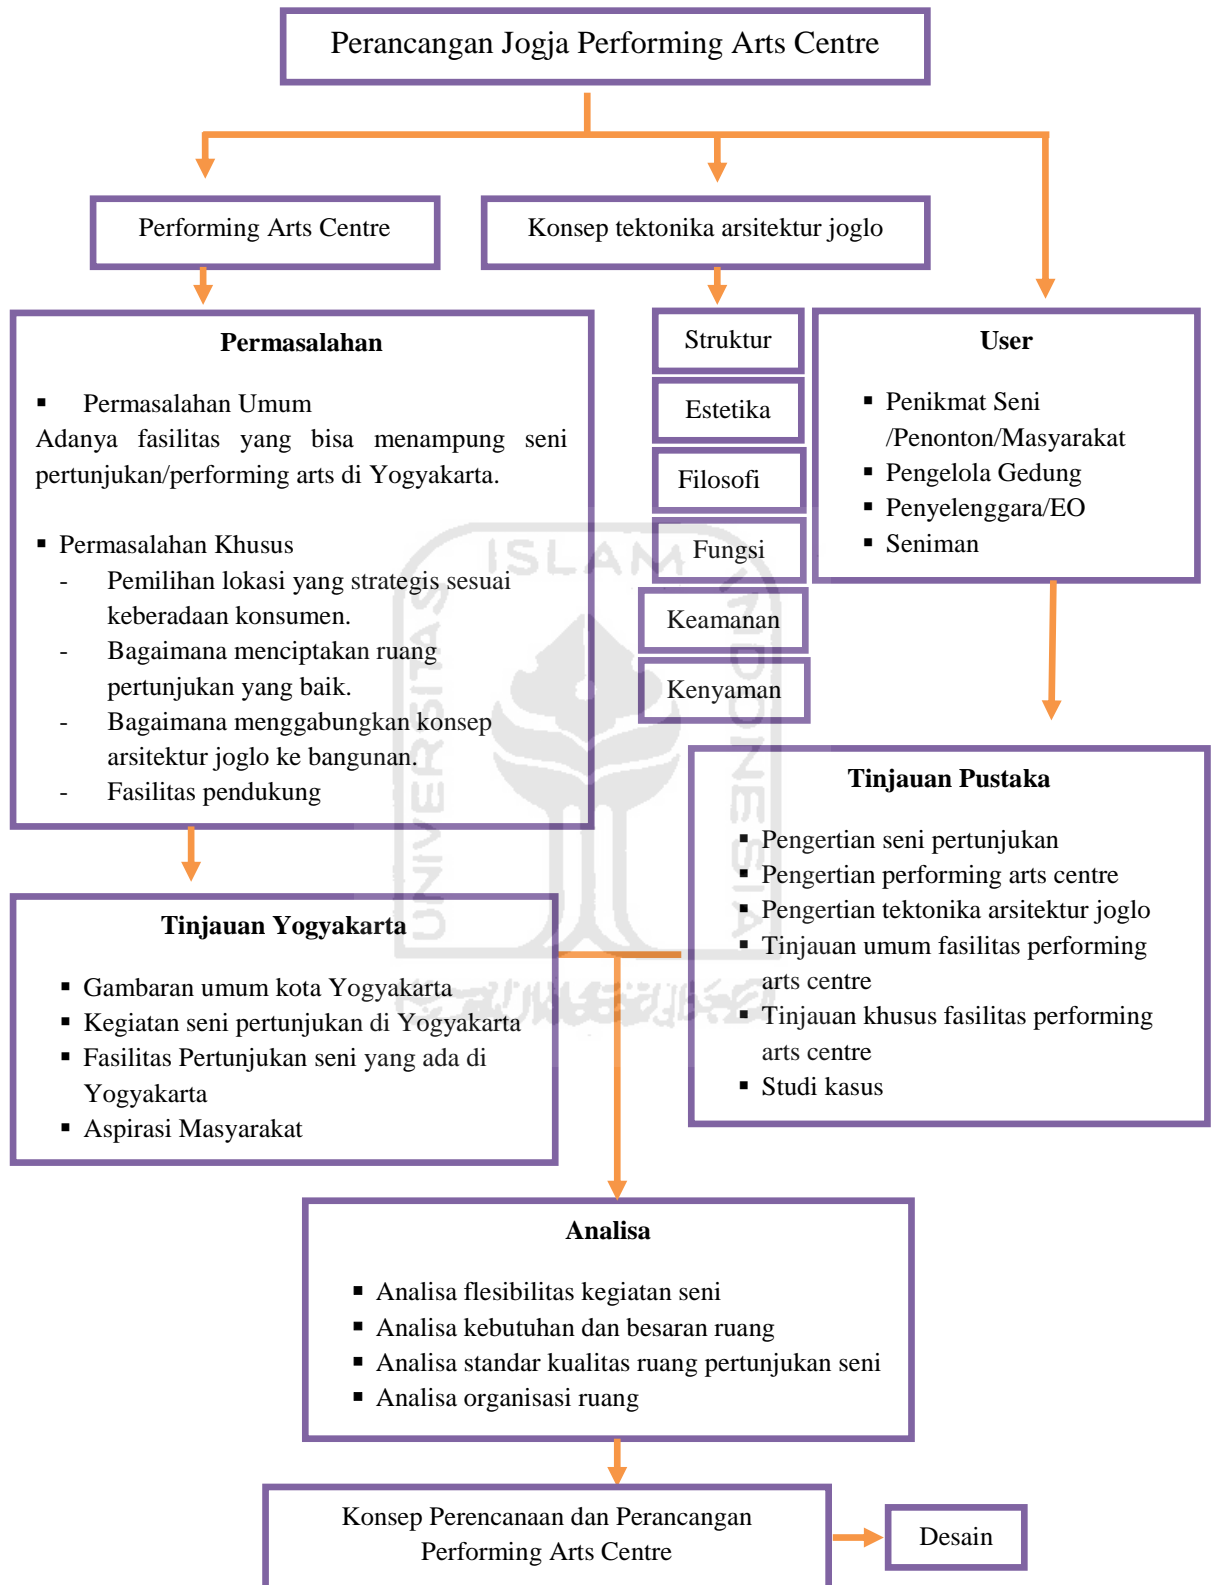 Perancangan Jogja Performing Arts Centre
Performing Arts Centre
Konsep tektonika arsitektur joglo
Permasalahan
▪ Permasalahan Umum
Adanya fasilitas yang bisa menampung seni
pertunjukan/performing arts di Yogyakarta.
▪ Permasalahan Khusus
- Pemilihan lokasi yang strategis sesuai
keberadaan konsumen.
- Bagaimana menciptakan ruang
pertunjukan yang baik.
- Bagaimana menggabungkan konsep
arsitektur joglo ke bangunan.
- Fasilitas pendukung
Struktur
Estetika
Filosofi
Fungsi
Keamanan
Kenyaman
User
▪ Penikmat Seni
/Penonton/Masyarakat
▪ Pengelola Gedung
▪ Penyelenggara/EO
▪ Seniman
Tinjauan Yogyakarta
▪ Gambaran umum kota Yogyakarta
▪ Kegiatan seni pertunjukan di Yogyakarta
▪ Fasilitas Pertunjukan seni yang ada di
Yogyakarta
▪ Aspirasi Masyarakat
Tinjauan Pustaka
▪ Pengertian seni pertunjukan
▪ Pengertian performing arts centre
▪ Pengertian tektonika arsitektur joglo
▪ Tinjauan umum fasilitas performing
arts centre
▪ Tinjauan khusus fasilitas performing
arts centre
▪ Studi kasus
Analisa
▪ Analisa flesibilitas kegiatan seni
▪ Analisa kebutuhan dan besaran ruang
▪ Analisa standar kualitas ruang pertunjukan seni
▪ Analisa organisasi ruang
Konsep Perencanaan dan Perancangan
Performing Arts Centre
Desain
UNIVERSITAS
ISLAM
INDONESIA